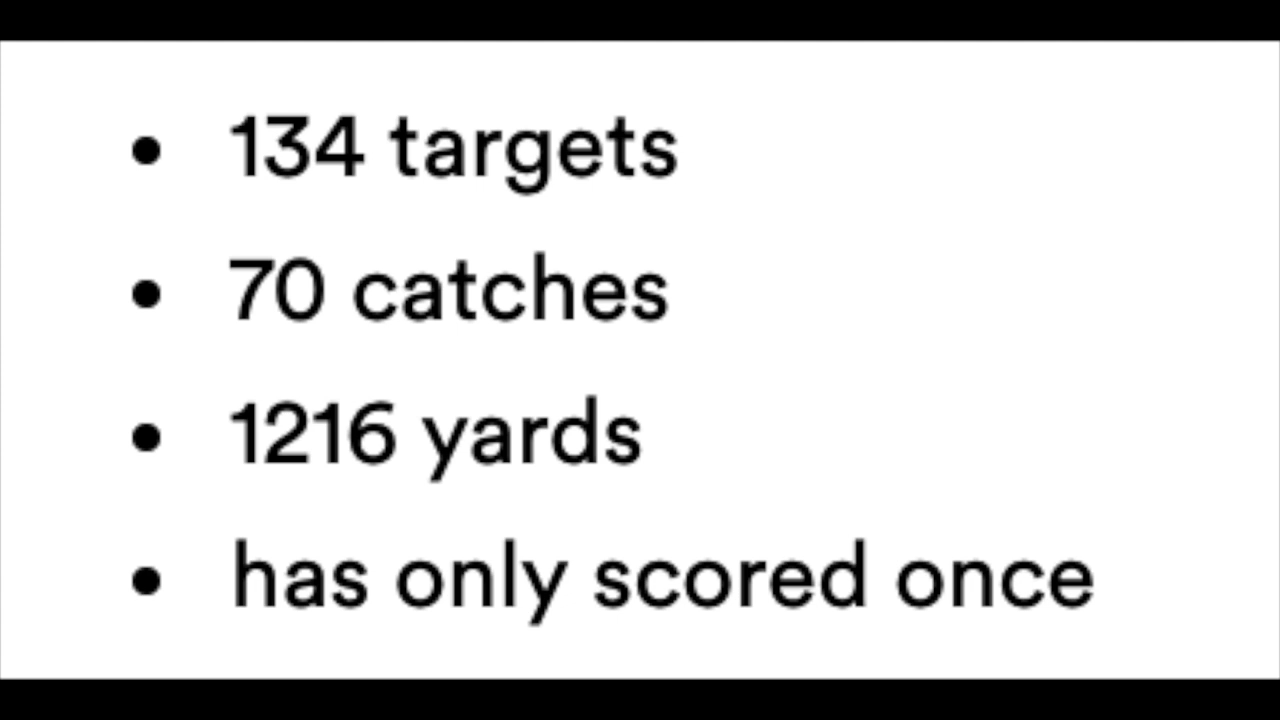 • 134 targets
• 70 catches
• 1216 yards
• has only scored once